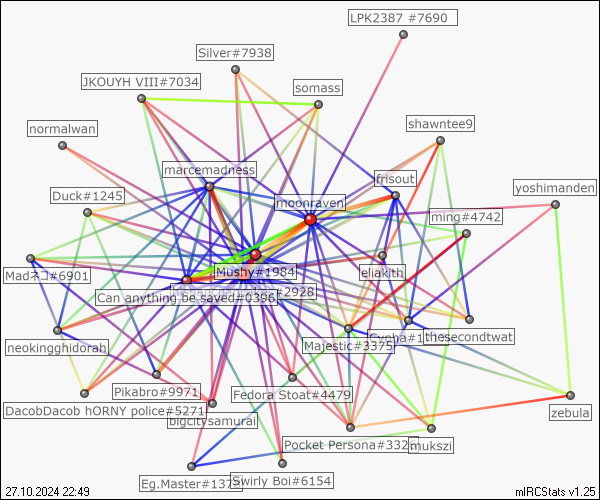 LPK2387 #7690
Silver#7938
JKOUYH VIII#7034
somass
shawntee9
normalwan
marcemadness
frisout
yoshimanden
Duck#1245
moonraven
ming#4742
Madネコ#6901
Mushy#1984
eliakith
#2928
Can anything be saved#0396
neokingghidorah
Majestic#3375
thesecondtwat
Pikabro#9971
Fedora Stoat#4479
DacobDacob hORNY police#5271
bigcitysamurai
zebula
Pocket Persona#332
mukszi
Eg.Master#137
Swirly Boi#6154
27.10.2024 22:49
mIRCStats v1.25